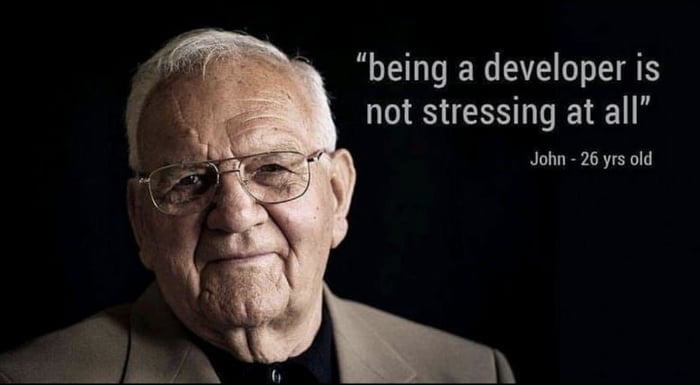 “being a developer is
not stressing at all”
John - 26 yrs old